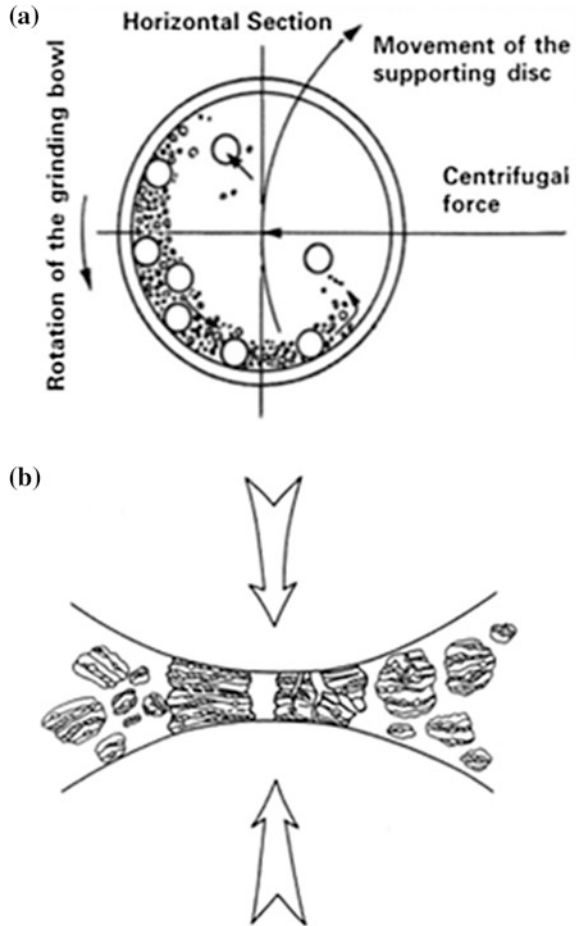 (a)
Horizontal Section
Movement of the
supporting disc
Centrifugal
force
Rotation of the grinding bowl
(b)